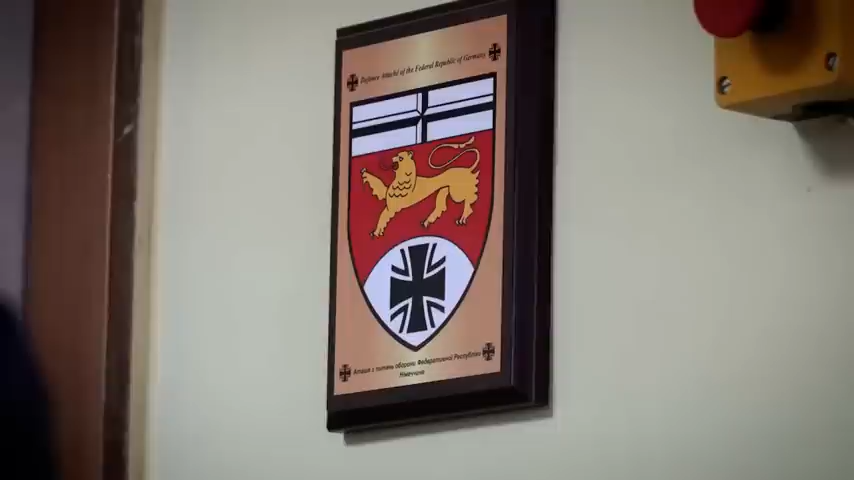 Defence Attaché of the Federal Republic of Germany
Аташе з питань оборони Федеративної Республіки
Німеччина